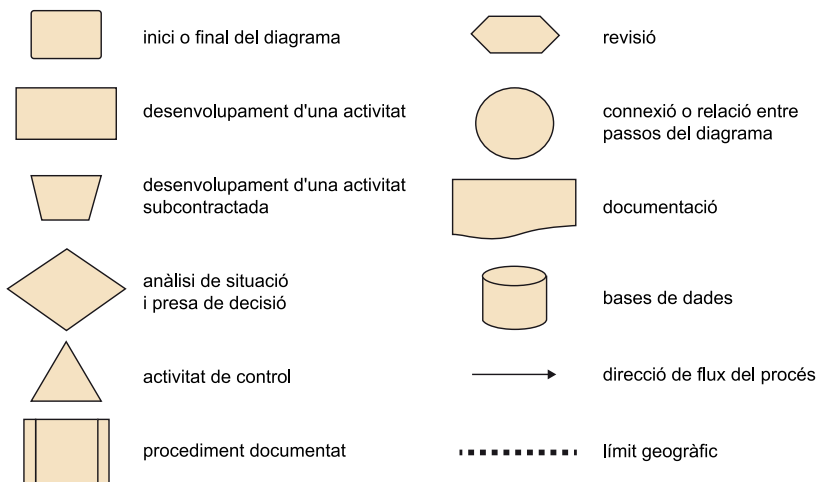 inici o final del diagrama
desenvolupament d'una activitat
desenvolupament d'una activitat
subcontractada
anàlisi de situació
i presa de decisió
activitat de control
procediment documentat
revisió
connexió o relació entre
passos del diagrama
documentació
bases de dades
direcció de flux del procés
límit geogràfic